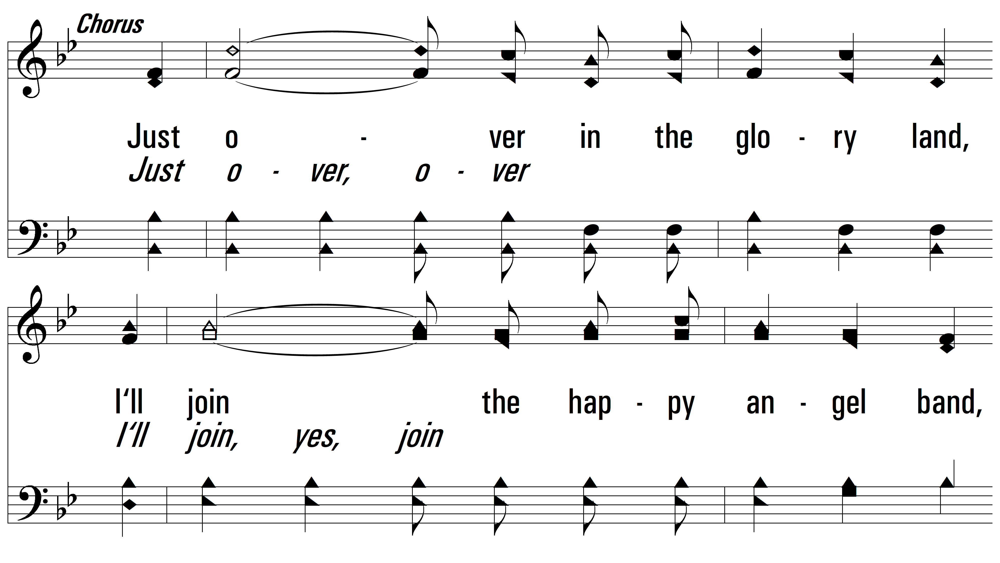 Chorus
Just o - ver in the glo - ry land,
Just o - ver, o - ver
I‘ll join the hap - py an - gel band,
I‘ll join, yes, join